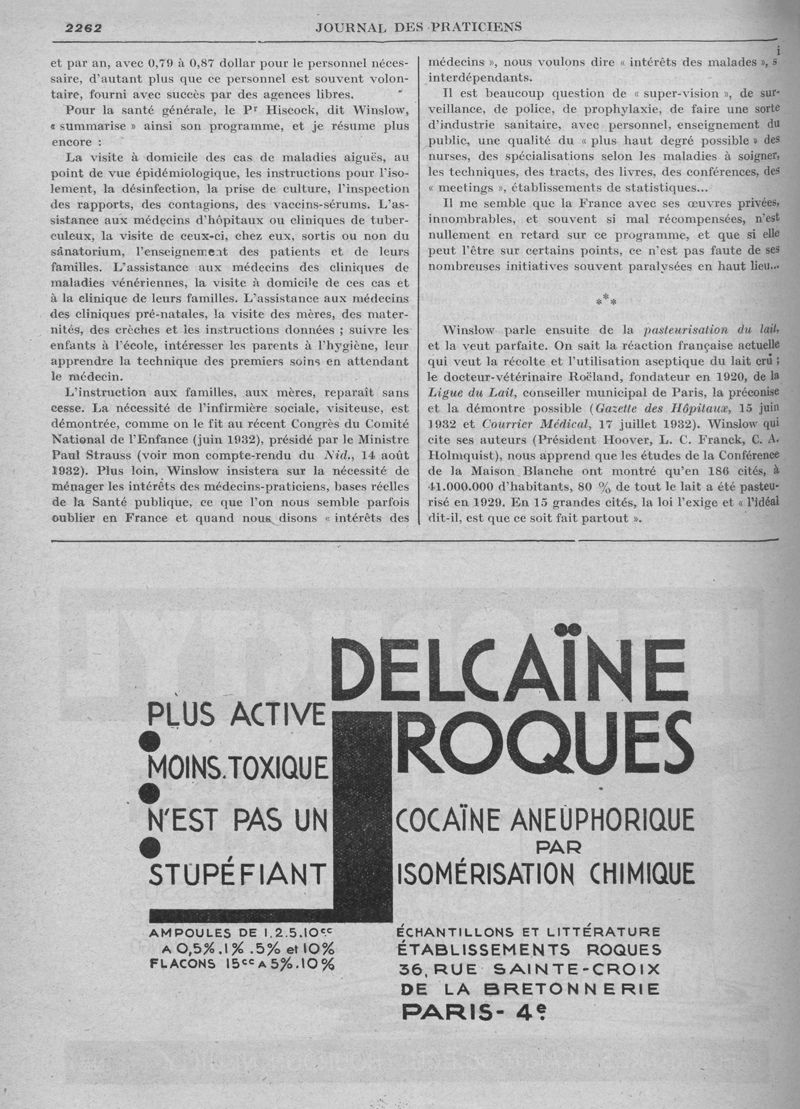 2262 JOURNAL DES PRATICIENS
et par an, avec 0,79 à 0,87 dollar pour le personnel néces-
saire, d'autant plus que ce personnel est souvent volon-
taire, fourni avec succès par des agences libres.
Pour la santé générale, le Pr Hiscock, dit Winslow,
« summarise » ainsi son programme, et je résume plus
encore :
La visite à domicile des cas de maladies aiguës, au
point de vue épidémiologique, les instructions pour l'iso-
lement, la désinfection, la prise de culture, l'inspection
des rapports, des contagions, des vaccins-sérums. L'as-
sistance aux médecins d'hôpitaux ou cliniques de tuber-
culeux, la visite de ceux-ci, chez eux, sortis ou non du
sanatorium, l'enseignement des patients et de leurs
familles. L'assistance aux médecins des cliniques de
maladies vénériennes, la visite à domicile de ces cas et
à la clinique de leurs familles. L'assistance aux médecins
des cliniques pré-natales, la visite des mères, des mater-
nités, des crèches et les instructions données ; suivre les
enfants à l'école, intéresser les parents à l'hygiène, leur
apprendre la technique des premiers soins en attendant
le médecin.
L'instruction aux familles, aux mères, reparaît sans
cesse. La nécessité de l'infirmière sociale, visiteuse, est
démontrée, comme on le fit au récent Congrès du Comité
National de l'Enfance (juin 1932), présidé par le Ministre
Paul Strauss (voir mon compte-rendu du Nid., 14 août
1932). Plus loin, Winslow insistera sur la nécessité de
ménager les intérêts des médecins-praticiens, bases réelles
de la Santé publique, ce que l'on nous semble parfois
oublier en France et quand nous disons « intérêts des
médecins », nous voulons dire « intérêts des malades », s
interdépendants.
Il est beaucoup question de « super-vision », de sur-
veillance, de police, de prophylaxie, de faire une sorte
d'industrie sanitaire, avec personnel, enseignement du
public, une qualité du « plus haut degré possible » des
nurses, des spécialisations selon les maladies à soigner,
les techniques, des tracts, des livres, des conférences, des
« meetings », établissements de statistiques...
Il me semble que la France avec ses œuvres privées,
innombrables, et souvent si mal récompensées, n'est
nullement en retard sur ce programme, et que si elle
peut l'être sur certains points, ce n'est pas faute de ses
nombreuses initiatives souvent paralysées en haut lieu...
***
Winslow parle ensuite de la pasteurisation du lait,
et la veut parfaite. On sait la réaction française actuelle
qui veut la récolte et l'utilisation aseptique du lait crû ;
le docteur-vétérinaire Roëland, fondateur en 1920, de la
Ligue du Lait, conseiller municipal de Paris, la préconise
et la démontre possible (Gazette des Hôpitaux, 15 juin
1932 et Courrier Médical, 17 juillet 1932). Winslow qui
cite ses auteurs (Président Hoover, L. C. Franck, C. A.
Holmquist), nous apprend que les études de la Conférence
de la Maison Blanche ont montré qu'en 186 cités, à
41.000.000 d'habitants, 80 % de tout le lait a été pasteu-
risé en 1929. En 15 grandes cités, la loi l'exige et « l'idéal
dit-il, est que ce soit fait partout ».
DELCAÏNE
ROQUES
PLUS ACTIVE
MOINS.TOXIQUE
N'EST PAS UN
STUPÉFIANT
COCAÏNE ANEUPHORIQUE
PAR
ISOMÉRISATION CHIMIQUE
AMPOULES DE 1.2.5.10cc
A 0,5%.1%.5% et 10%
FLACONS 15cc A 5%.10%
ÉCHANTILLONS ET LITTÉRATURE
ÉTABLISSEMENTS ROQUES
36, RUE SAINTE-CROIX
DE LA BRETONNERIE
PARIS-4e